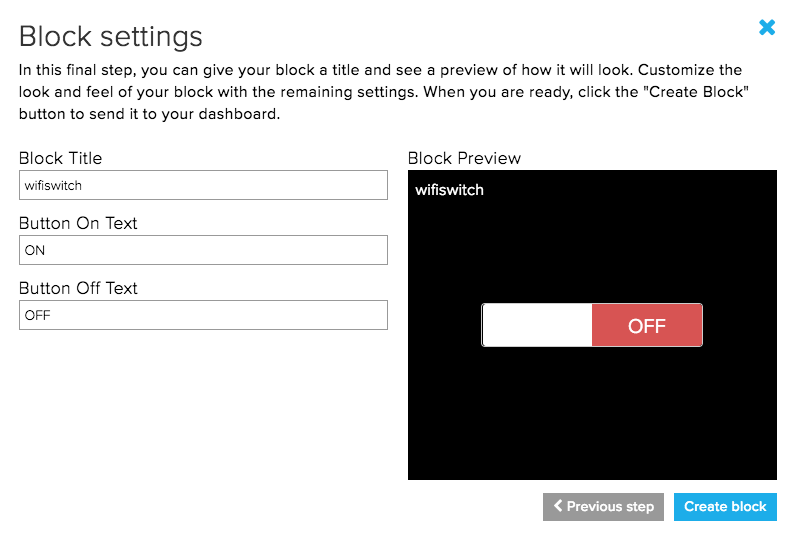 Block settings
In this final step, you can give your block a title and see a preview of how it will look. Customize the
look and feel of your block with the remaining settings. When you are ready, click the "Create Block"
button to send it to your dashboard.
Block Title
wifiswitch
Button On Text
ON
Button Off Text
OFF
Block Preview
wifiswitch
OFF
Previous step
Create block